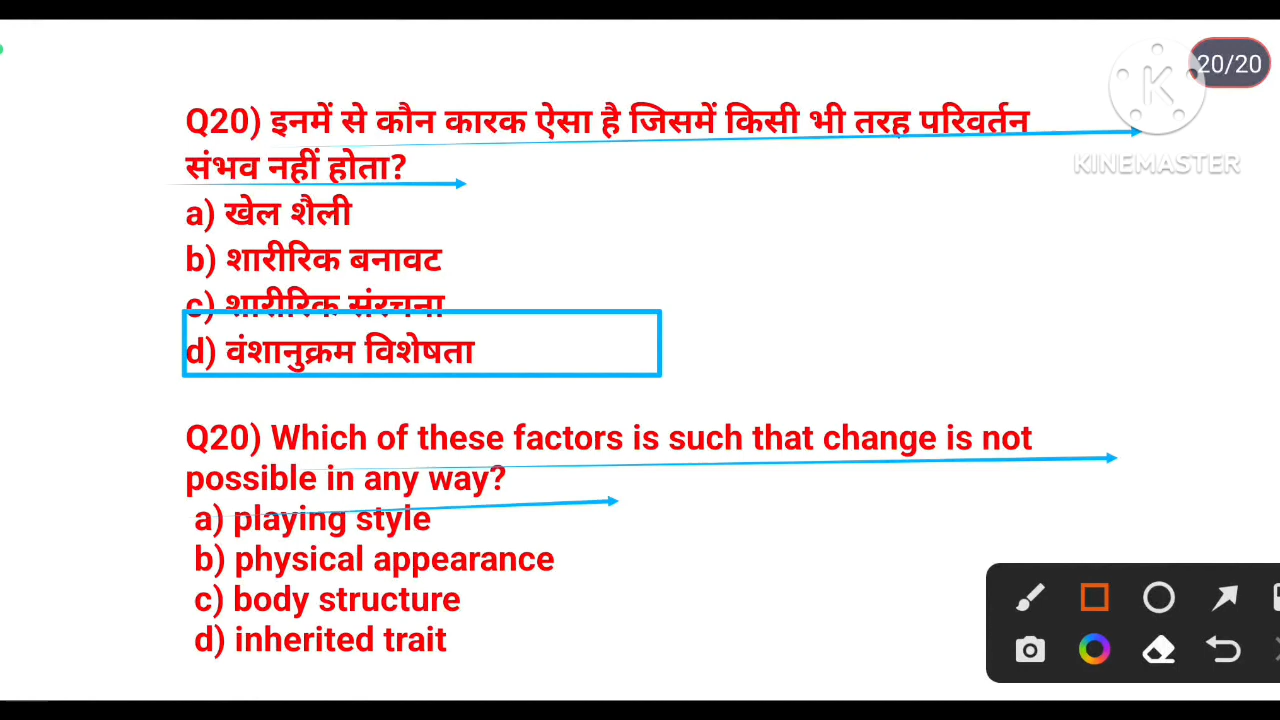 20/20
KINEMASTER
Q20) इनमें से कौन कारक ऐसा है जिसमें किसी भी तरह परिवर्तन
संभव नहीं होता?
a) खेल शैली
b) शारीरिक बनावट
c) शारीरिक संरचना
d) वंशानुक्रम विशेषता
Q20) Which of these factors is such that change is not
possible in any way?
a) playing style
b) physical appearance
c) body structure
d) inherited trait